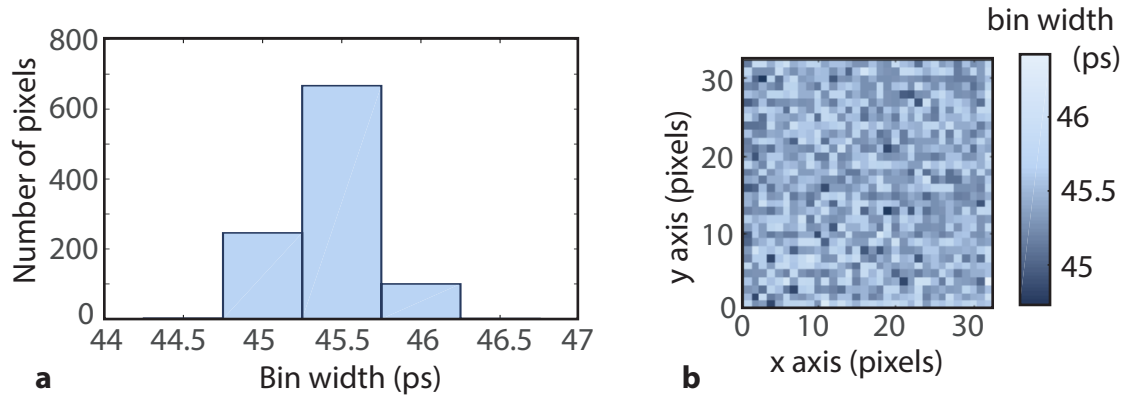 800
600
400
200
0
Number of pixels
44 44.5 45 45.5 46 46.5 47
Bin width (ps)
a
bin width
(ps)
46
45.5
45
30
20
10
0
y axis (pixels)
0 10 20 30
x axis (pixels)
b